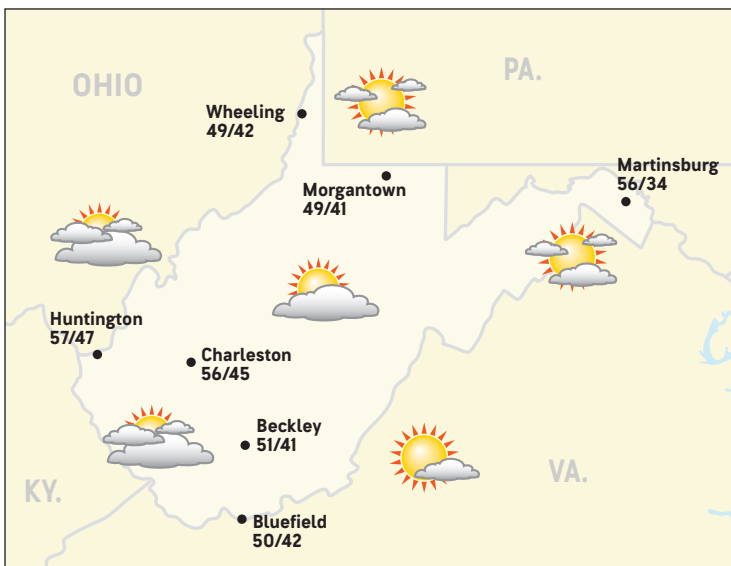 OHIO
PA.
Wheeling
49/42
Martinsburg
56/34
Morgantown
49/41
Huntington
57/47
Charleston
56/45
Beckley
51/41
KY.
VA.
Bluefield
50/42